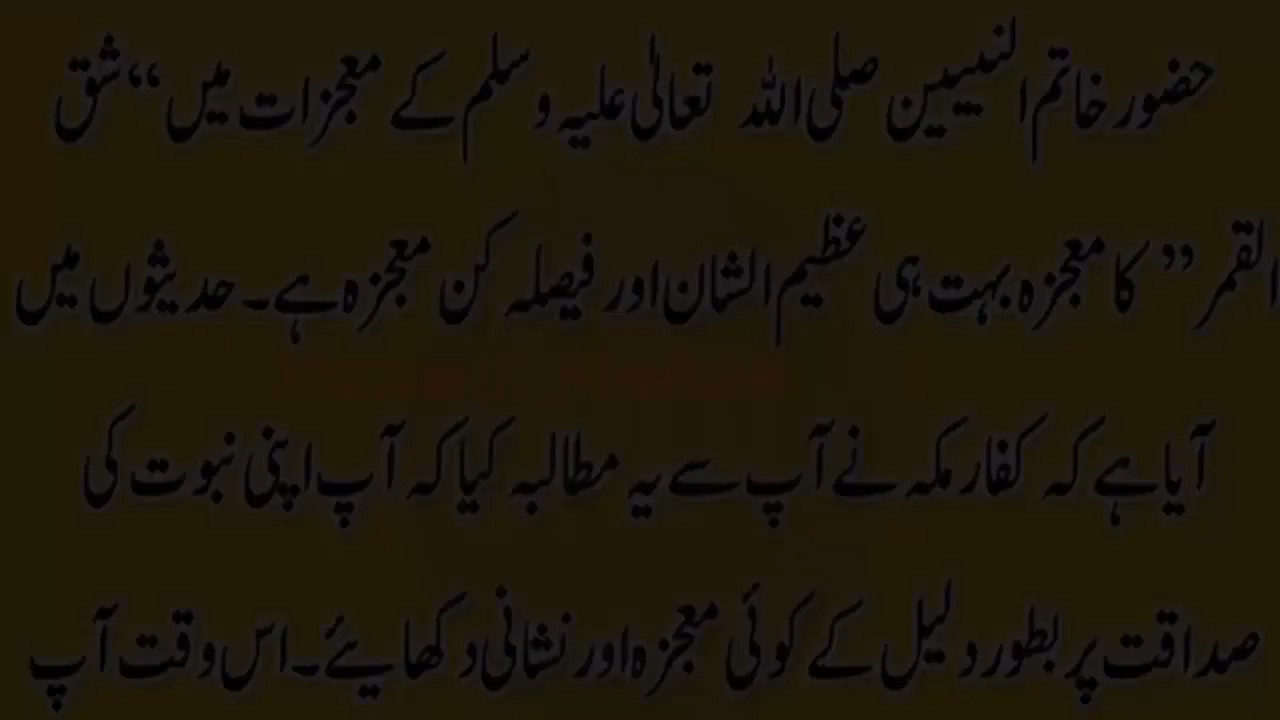 حضور خاتم النبیین صلی اللہ تعالٰی علیہ وسلم کے معجزات میں “شق
القمر” کا معجزہ بہت ہی عظیم الشان اور فیصلہ کن معجزہ ہے۔ حدیثوں میں
آیا ہے کہ کفار مکہ نے آپ سے یہ مطالبہ کیا کہ آپ اپنی نبوت کی
صداقت پر بطور دلیل کے کوئی معجزہ اور نشانی دکھایئے۔ اس وقت آپ